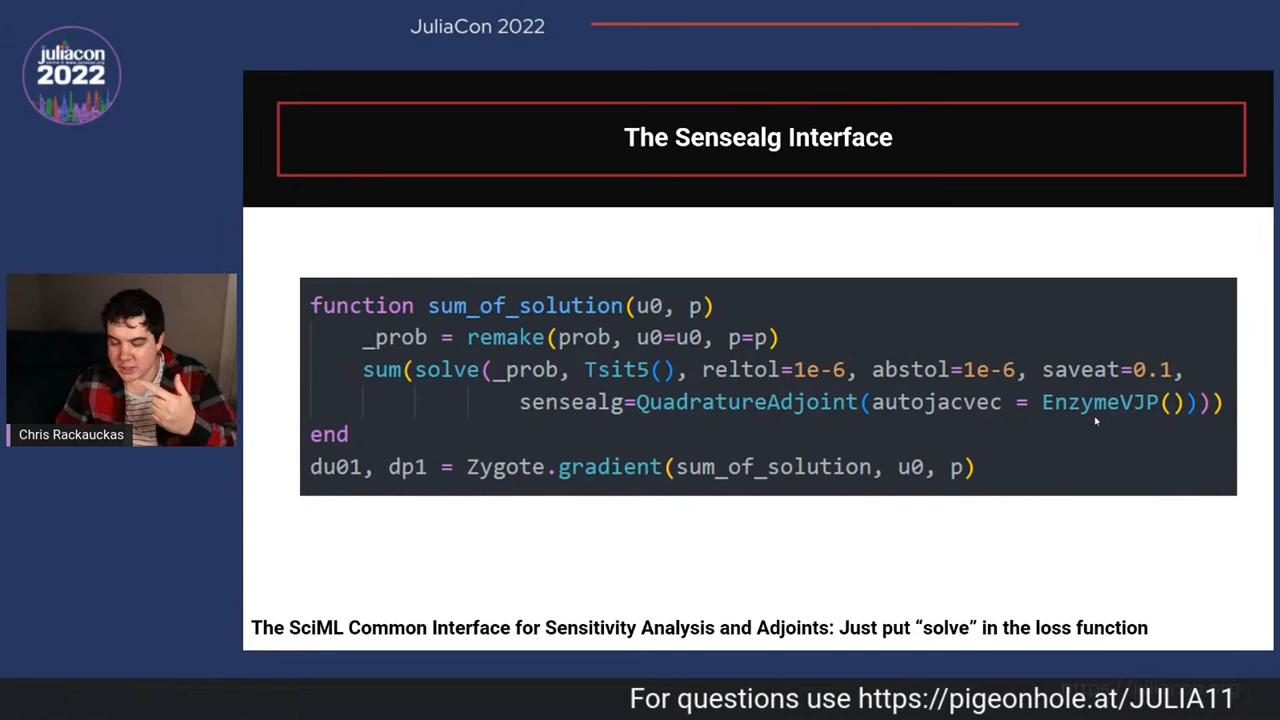 JuliaCon 2022
juliacon
2022
The Sensealg Interface
function sum_of_solution(u0, p)
_prob = remake(prob, u0=u0, p=p)
sum(solve(_prob, Tsit5(), reltol=1e-6, abstol=1e-6, saveat=0.1,
sensealg=QuadratureAdjoint(autojacvec = EnzymeVJP())))
end
du01, dp1 = Zygote.gradient(sum_of_solution, u0, p)
Chris Rackauckas
The SciML Common Interface for Sensitivity Analysis and Adjoints: Just put “solve” in the loss function
https://juliacon.org
For questions use https://pigeonhole.at/JULIA11